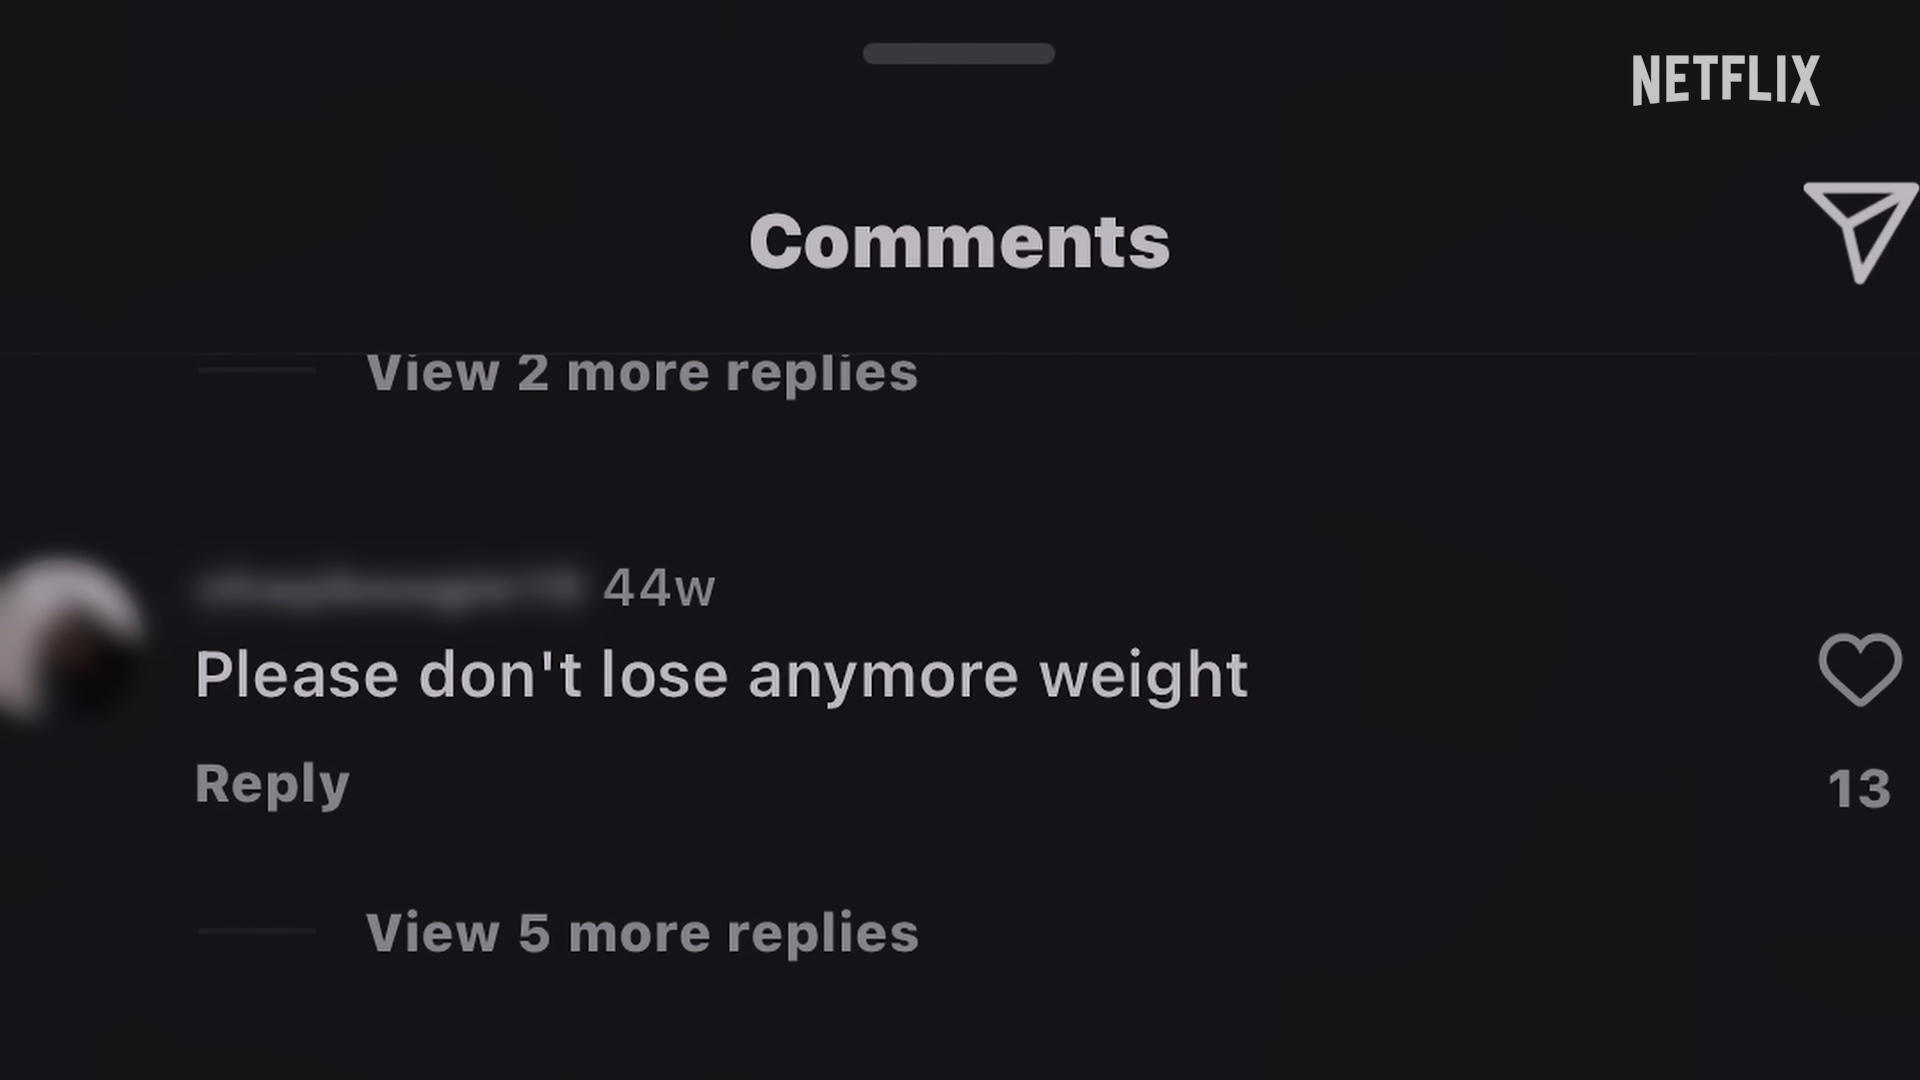 NETFLIX
Comments
View 2 more replies
44w
Please don't lose anymore weight
Reply
13
View 5 more replies